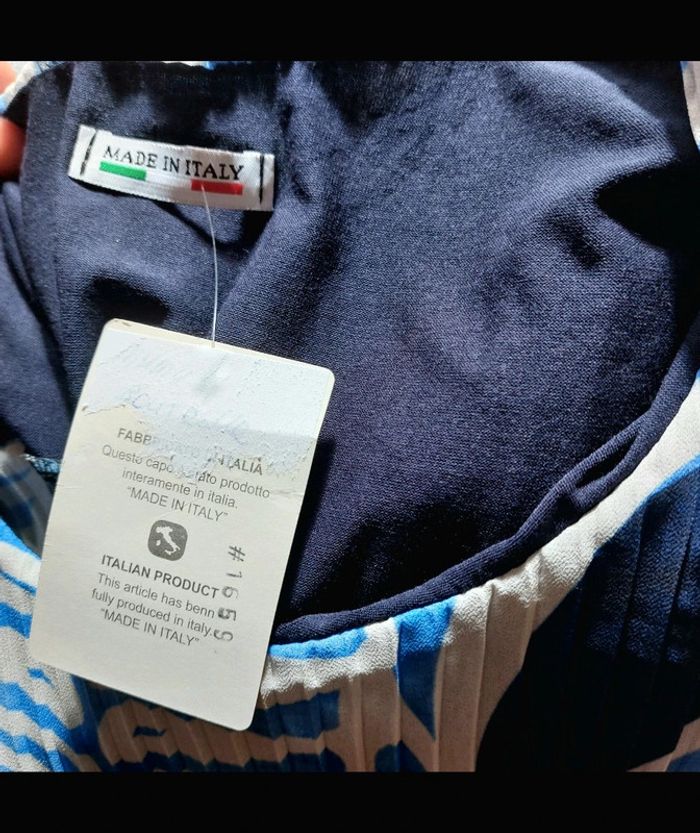 MADE IN ITALY
FABB ITALIA
Questo capo ato prodotto
interamente in italia.
"MADE IN ITALY"
ITALIAN PRODUCT
This article has benn
fully produced in italy.
"MADE IN ITALY"
#1659